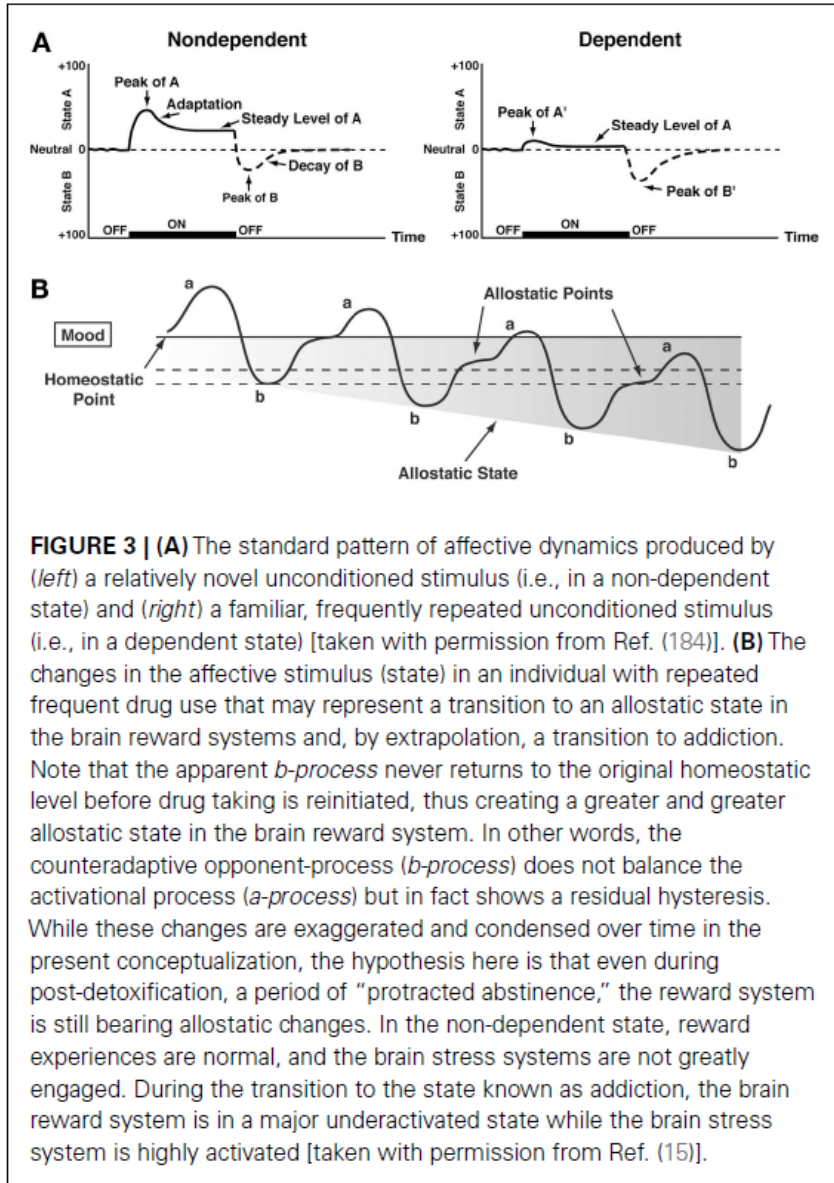 A
Nondependent
Dependent
+100
State A
Neutral 0
State B
+100
Peak of A
Adaptation
Steady Level of A
Decay of B
Peak of B
OFF
ON
OFF
Time
+100
State A
Neutral 0
State B
+100
Peak of A'
Steady Level of A
Peak of B'
OFF
ON
OFF
Time
B
Mood
Homeostatic
Point
a
b
a
b
Allostatic Points
a
b
a
b
Allostatic State
FIGURE 3 | (A) The standard pattern of affective dynamics produced by
(left) a relatively novel unconditioned stimulus (i.e., in a non-dependent
state) and (right) a familiar, frequently repeated unconditioned stimulus
(i.e., in a dependent state) [taken with permission from Ref. (184)]. (B) The
changes in the affective stimulus (state) in an individual with repeated
frequent drug use that may represent a transition to an allostatic state in
the brain reward systems and, by extrapolation, a transition to addiction.
Note that the apparent b-process never returns to the original homeostatic
level before drug taking is reinitiated, thus creating a greater and greater
allostatic state in the brain reward system. In other words, the
counteradaptive opponent-process (b-process) does not balance the
activational process (a-process) but in fact shows a residual hysteresis.
While these changes are exaggerated and condensed over time in the
present conceptualization, the hypothesis here is that even during
post-detoxification, a period of “protracted abstinence,” the reward system
is still bearing allostatic changes. In the non-dependent state, reward
experiences are normal, and the brain stress systems are not greatly
engaged. During the transition to the state known as addiction, the brain
reward system is in a major underactivated state while the brain stress
system is highly activated [taken with permission from Ref. (15)].